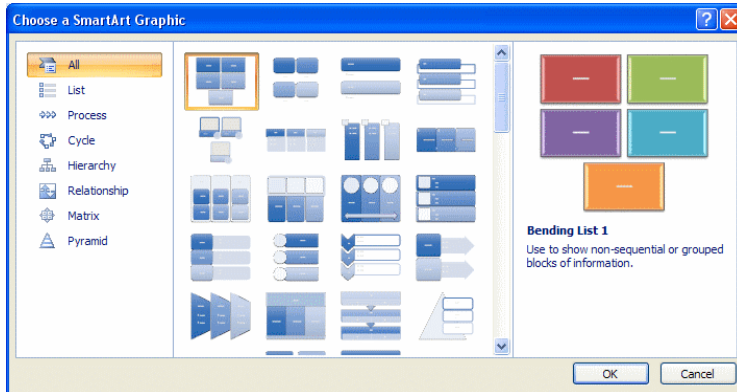 Choose a SmartArt Graphic
All
List
Process
Cycle
Hierarchy
Relationship
Matrix
Pyramid
Bending List 1
Use to show non-sequential or grouped
blocks of information.
OK
Cancel